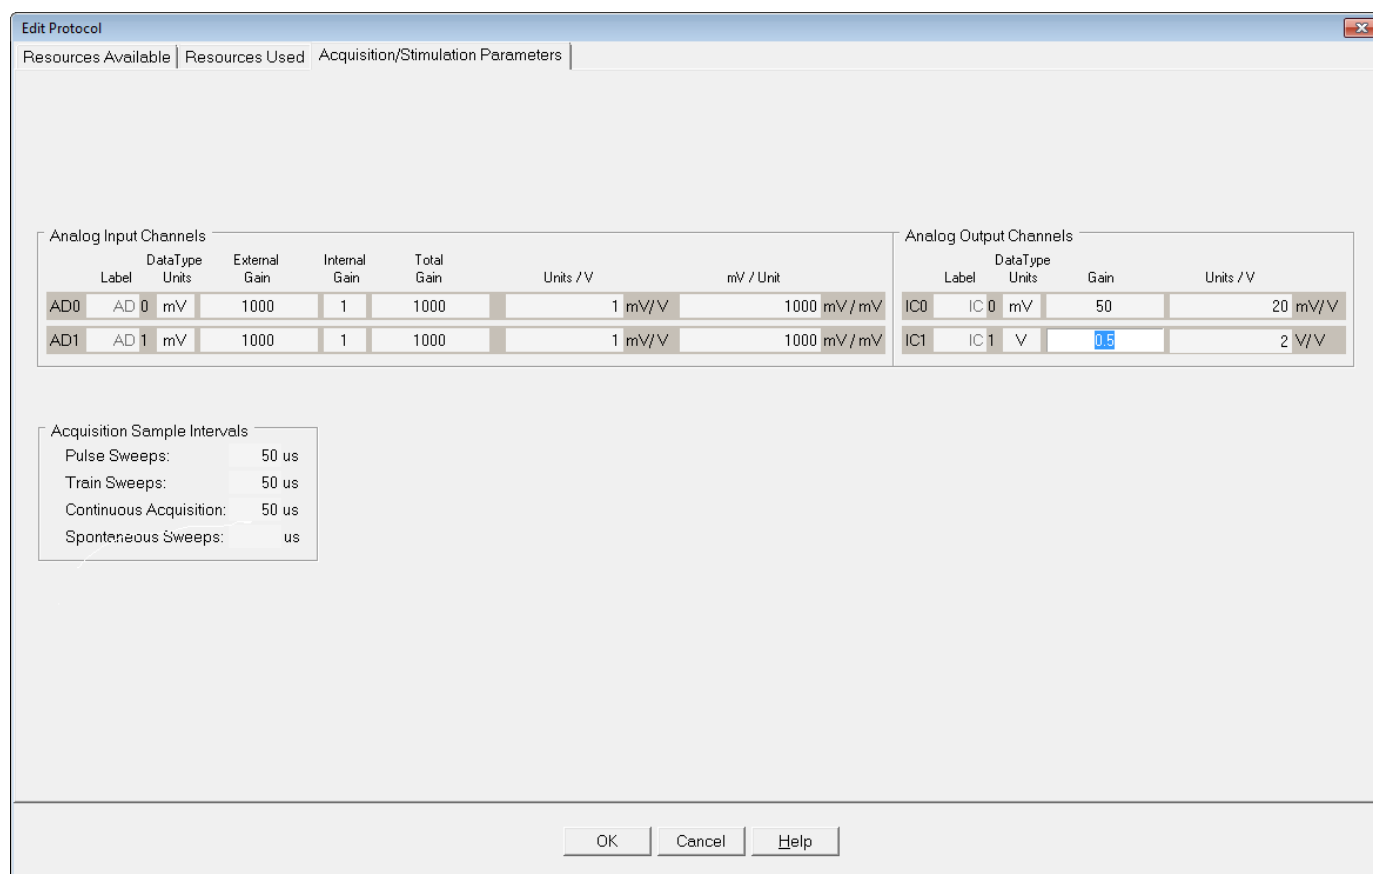 Edit Protocol
Resources Available Resources Used Acquisition/Stimulation Parameters
Analog Input Channels
DataType External Internal Total
Label Units Gain Gain Gain Units / V mV / Unit
AD0 AD 0 mV 1000 1 1000 1 mV/V 1000 mV/mV
AD1 AD 1 mV 1000 1 1000 1 mV/V 1000 mV/mV
Analog Output Channels
DataType
Label Units Gain Units / V
IC0 IC 0 mV 50 20 mV/V
IC1 IC 1 V 0.5 2 V/V
Acquisition Sample Intervals
Pulse Sweeps: 50 us
Train Sweeps: 50 us
Continuous Acquisition: 50 us
Spontaneous Sweeps: us
OK Cancel Help